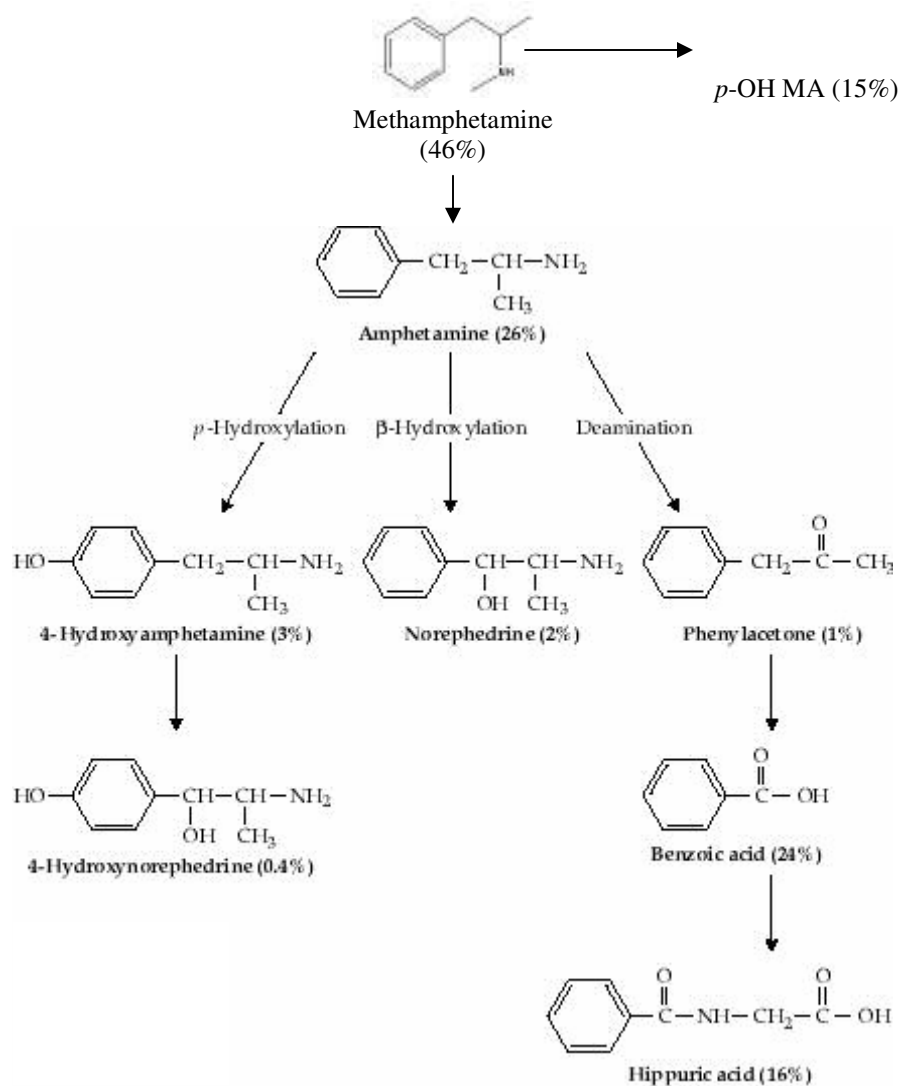 NH
p-OH MA (15%)
Methamphetamine
(46%)
CH₂—CH—NH₂
CH₃
Amphetamine (26%)
p-Hydroxylation β-Hydroxylation Deamination
O
HO CH₂—CH—NH₂ CH—CH—NH₂ CH₂—C—CH₃
CH₃ OH CH₃
4-Hydroxyamphetamine (3%) Norephedrine (2%) Phenylacetone (1%)
O
HO CH—CH—NH₂ C—OH
OH CH₃
4-Hydroxynorephedrine (0.4%) Benzoic acid (24%)
O O
C—NH—CH₂—C—OH
Hippuric acid (16%)